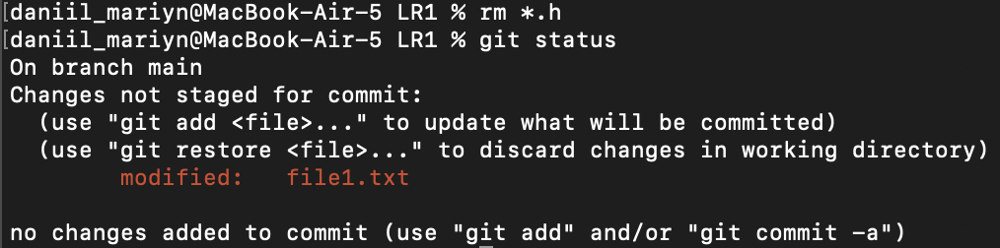 [daniil_mariyn@MacBook-Air-5 LR1 % rm *.h
[daniil_mariyn@MacBook-Air-5 LR1 % git status
On branch main
Changes not staged for commit:
  (use "git add <file>..." to update what will be committed)
  (use "git restore <file>..." to discard changes in working directory)
        modified:   file1.txt

no changes added to commit (use "git add" and/or "git commit -a")